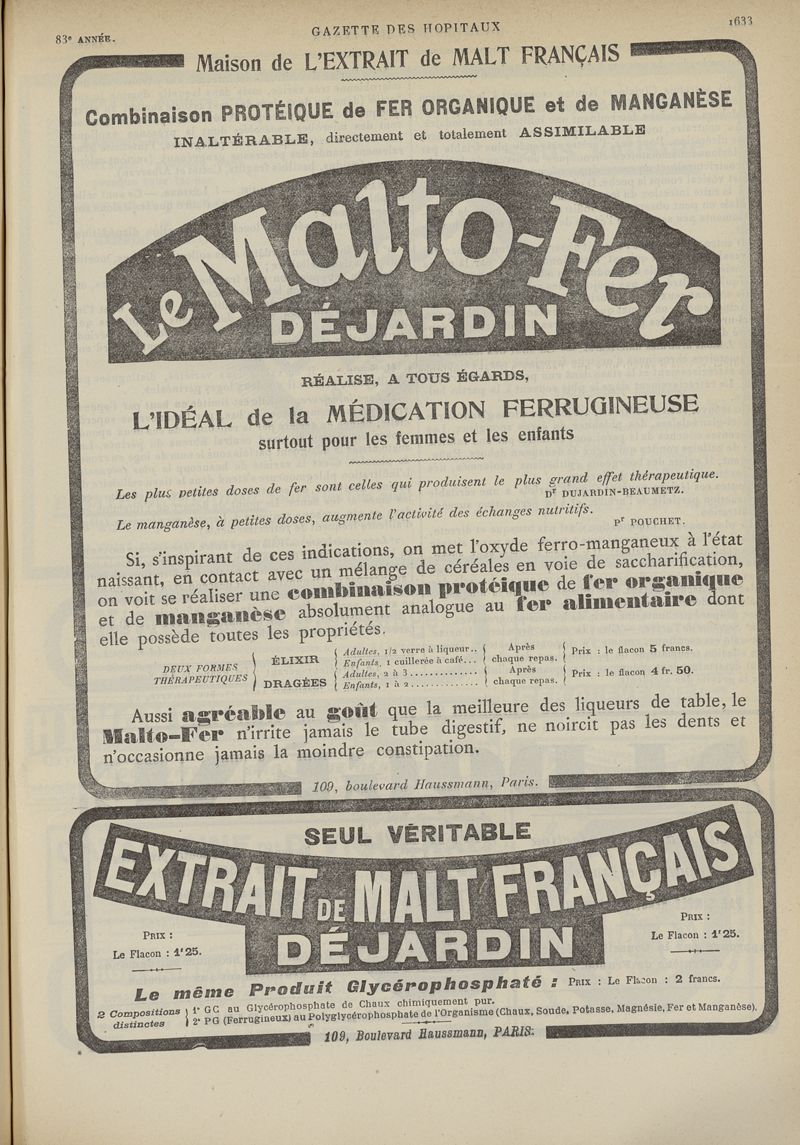 83e ANNÉE.
GAZETTE DES HOPITAUX
1633
Maison de L'EXTRAIT de MALT FRANÇAIS
Combinaison PROTÉIQUE de FER ORGANIQUE et de MANGANÈSE
INALTÉRABLE, directement et totalement ASSIMILABLE
Le Malto-Fer
DÉJARDIN
RÉALISE, A TOUS ÉGARDS,
L'IDÉAL de la MÉDICATION FERRUGINEUSE
surtout pour les femmes et les enfants
Les plus petites doses de fer sont celles qui produisent le plus grand effet thérapeutique.
Dr DUJARDIN-BEAUMETZ.
Le manganèse, à petites doses, augmente l'activité des échanges nutritifs.
Pr POUCHET.
Si, s'inspirant de ces indications, on met l'oxyde ferro-manganeux à l'état
naissant, en contact avec un mélange de céréales en voie de saccharification,
on voit se réaliser une combinaison protéique de fer organique
et de manganèse absolument analogue au fer alimentaire dont
elle possède toutes les propriétés.
DEUX FORMES
THÉRAPEUTIQUES
ÉLIXIR
Adultes, 1/2 verre à liqueur..
Enfants, 1 cuillerée à café...
Après
chaque repas.
Prix : le flacon 5 francs.
DRAGÉES
Adultes, 2 à 3..............
Enfants, 1 à 2..............
Après
chaque repas.
Prix : le flacon 4 fr. 50.
Aussi agréable au goût que la meilleure des liqueurs de table, le
Malto-Fer n'irrite jamais le tube digestif, ne noircit pas les dents et
n'occasionne jamais la moindre constipation.
109, boulevard Haussmann, Paris.
SEUL VÉRITABLE
EXTRAIT DE MALT FRANÇAIS
DÉJARDIN
PRIX :
Le Flacon : 1f25.
PRIX :
Le Flacon : 1f25.
Le même Produit Glycérophosphaté : PRIX : Le Flacon : 2 francs.
2 Compositions
distinctes
1° GC au Glycérophosphate de Chaux chimiquement pur.
2° PG (Ferrugineux) au Polyglycérophosphate de l'Organisme (Chaux, Soude, Potasse, Magnésie, Fer et Manganèse).
109, Boulevard Haussmann, PARIS.